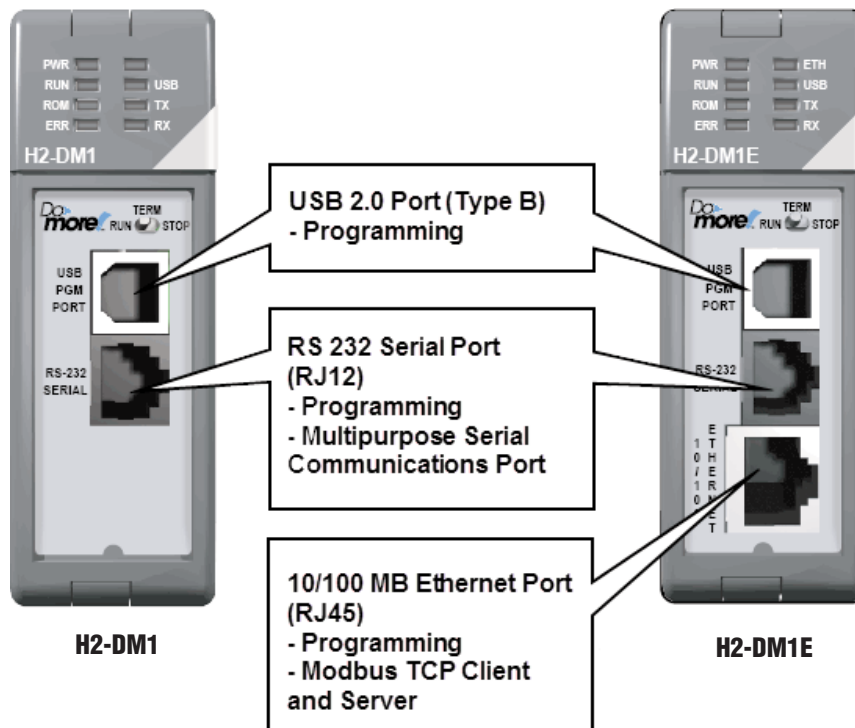 PWR
RUN USB
ROM TX
ERR RX
H2-DM1
Do-
more!
TERM
RUN STOP
USB
PGM
PORT
RS-232
SERIAL
H2-DM1
USB 2.0 Port (Type B)
- Programming
RS 232 Serial Port
(RJ12)
- Programming
- Multipurpose Serial
Communications Port
10/100 MB Ethernet Port
(RJ45)
- Programming
- Modbus TCP Client
and Server
PWR ETH
RUN USB
ROM TX
ERR RX
H2-DM1E
Do-
more!
TERM
RUN STOP
USB
PGM
PORT
RS-232
SERIAL
ETHERNET
H2-DM1E